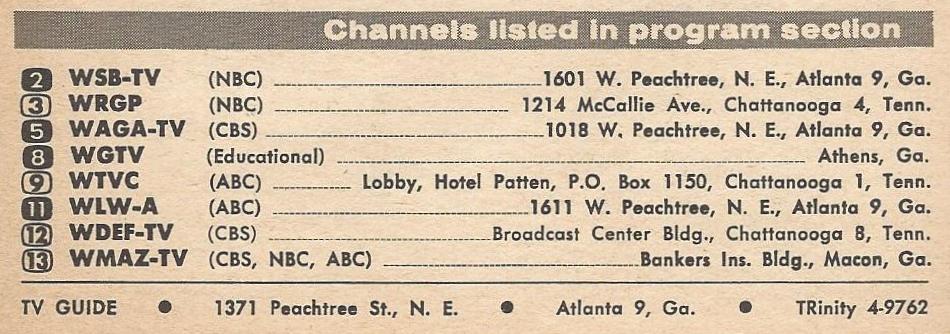 Channels listed in program section
2 WSB-TV (NBC) 1601 W. Peachtree, N. E., Atlanta 9, Ga.
3 WRGP (NBC) 1214 McCallie Ave., Chattanooga 4, Tenn.
5 WAGA-TV (CBS) 1018 W. Peachtree, N. E., Atlanta 9, Ga.
8 WGTV (Educational) Athens, Ga.
9 WTVC (ABC) Lobby, Hotel Patten, P.O. Box 1150, Chattanooga 1, Tenn.
11 WLW-A (ABC) 1611 W. Peachtree, N. E., Atlanta 9, Ga.
12 WDEF-TV (CBS) Broadcast Center Bldg., Chattanooga 8, Tenn.
13 WMAZ-TV (CBS, NBC, ABC) Bankers Ins. Bldg., Macon, Ga.
TV GUIDE ● 1371 Peachtree St., N. E. ● Atlanta 9, Ga. ● TRinity 4-9762